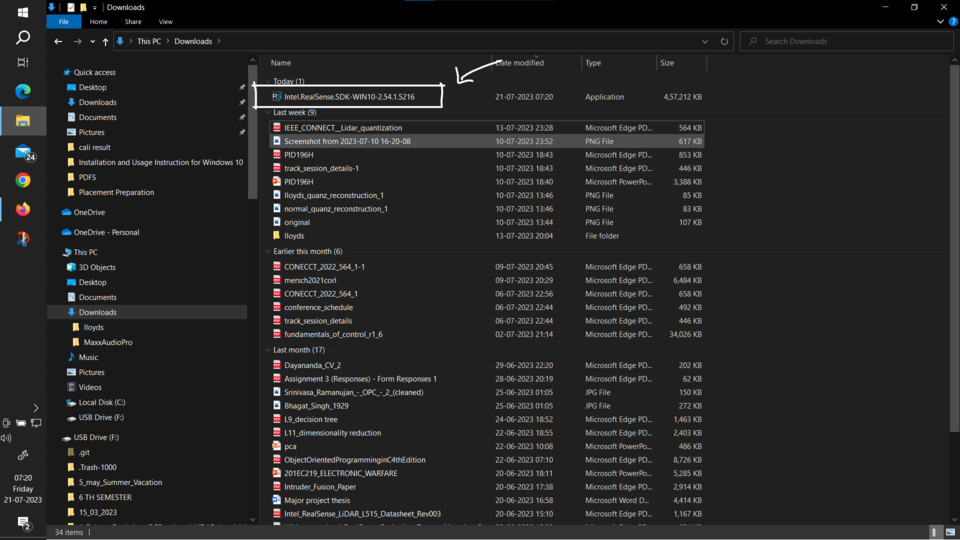 Downloads
File Home Share View
This PC Downloads Search Downloads
Name Date modified Type Size
Quick access
Desktop
Downloads
Documents
Pictures
cali result
Installation and Usage Instruction for Windows 10
PDFS
Placement Preparation
OneDrive
OneDrive - Personal
This PC
3D Objects
Desktop
Documents
Downloads
lloyds
MaxxAudioPro
Music
Pictures
Videos
Local Disk (C:)
USB Drive (F:)
USB Drive (F:)
.git
.Trash-1000
5_may_Summer_Vacation
6 TH SEMESTER
15_03_2023
Today (1)
Intel.RealSense.SDK-WIN10-2.54.1.5216 21-07-2023 07:20 Application 4,57,212 KB
Last week (9)
IEEE_CONNECT__Lidar_quantization 13-07-2023 23:28 Microsoft Edge PD... 564 KB
Screenshot from 2023-07-10 16-20-08 10-07-2023 23:52 PNG File 617 KB
PID196H 10-07-2023 18:43 Microsoft Edge PD... 853 KB
track_session_details-1 10-07-2023 18:43 Microsoft Edge PD... 446 KB
PID196H 10-07-2023 18:40 Microsoft PowerPo... 3,388 KB
lloyds_quanz_reconstruction_1 10-07-2023 13:46 PNG File 85 KB
normal_quanz_reconstruction_1 10-07-2023 13:46 PNG File 83 KB
original 10-07-2023 13:44 PNG File 107 KB
lloyds 13-07-2023 20:04 File folder
Earlier this month (6)
CONECCT_2022_564_1-1 09-07-2023 20:45 Microsoft Edge PD... 658 KB
mersch2021corl 09-07-2023 20:29 Microsoft Edge PD... 6,484 KB
CONECCT_2022_564_1 06-07-2023 22:56 Microsoft Edge PD... 658 KB
conference_schedule 06-07-2023 22:44 Microsoft Edge PD... 492 KB
track_session_details 06-07-2023 22:44 Microsoft Edge PD... 446 KB
fundamentals_of_control_r1_6 02-07-2023 21:14 Microsoft Edge PD... 34,026 KB
Last month (17)
Dayananda_CV_2 29-06-2023 22:20 Microsoft Edge PD... 202 KB
Assignment 3 (Responses) - Form Responses 1 28-06-2023 20:19 Microsoft Edge PD... 62 KB
Srinivasa_Ramanujan_-_OPC_-_2_(cleaned) 25-06-2023 01:05 JPG File 150 KB
Bhagat_Singh_1929 25-06-2023 01:05 JPG File 272 KB
L9_decision tree 24-06-2023 18:52 Microsoft Edge PD... 1,463 KB
L11_dimensionality reduction 22-06-2023 18:55 Microsoft Edge PD... 2,403 KB
pca 22-06-2023 10:08 Microsoft PowerPo... 486 KB
ObjectOrientedProgramminginC4thEdition 22-06-2023 07:10 Microsoft Edge PD... 8,726 KB
201EC219_ELECTRONIC_WARFARE 20-06-2023 18:11 Microsoft PowerPo... 5,285 KB
Intruder_Fusion_Paper 20-06-2023 17:38 Microsoft Edge PD... 2,914 KB
Major project thesis 20-06-2023 16:58 Microsoft Word D... 4,414 KB
Intel_RealSense_LiDAR_L515_Datasheet_Rev003 20-06-2023 15:30 Microsoft Edge PD... 1,167 KB
34 items
24
07:20
Friday
21-07-2023
2